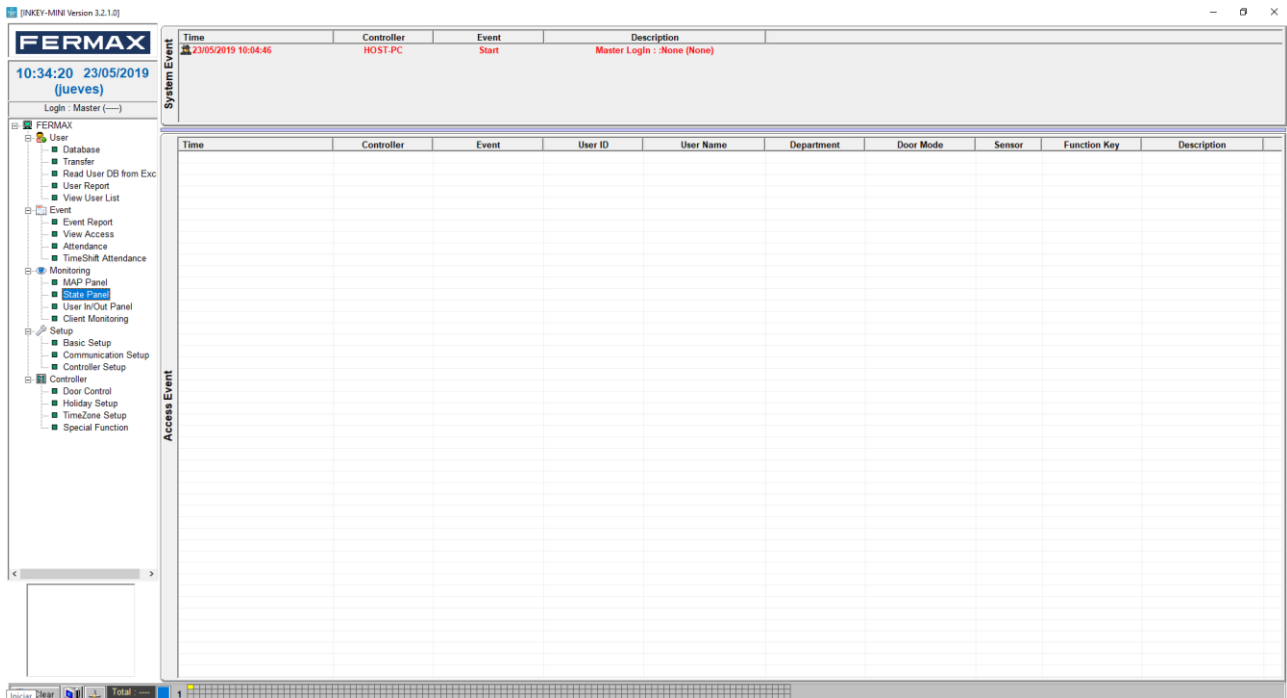 [INKEY-MINI Version 3.2.1.0]
FERMAX
10:34:20 23/05/2019
(jueves)
LogIn : Master (-----)
FERMAX
User
Database
Transfer
Read User DB from Exc
User Report
View User List
Event
Event Report
View Access
Attendance
TimeShift Attendance
Monitoring
MAP Panel
State Panel
User In/Out Panel
Client Monitoring
Setup
Basic Setup
Communication Setup
Controller Setup
Controller
Door Control
Holiday Setup
TimeZone Setup
Special Function
System Event
Time Controller Event Description
23/05/2019 10:04:46 HOST-PC Start Master LogIn : :None (None)
Access Event
Time Controller Event User ID User Name Department Door Mode Sensor Function Key Description
Iniciar Clear Total : ---- 1